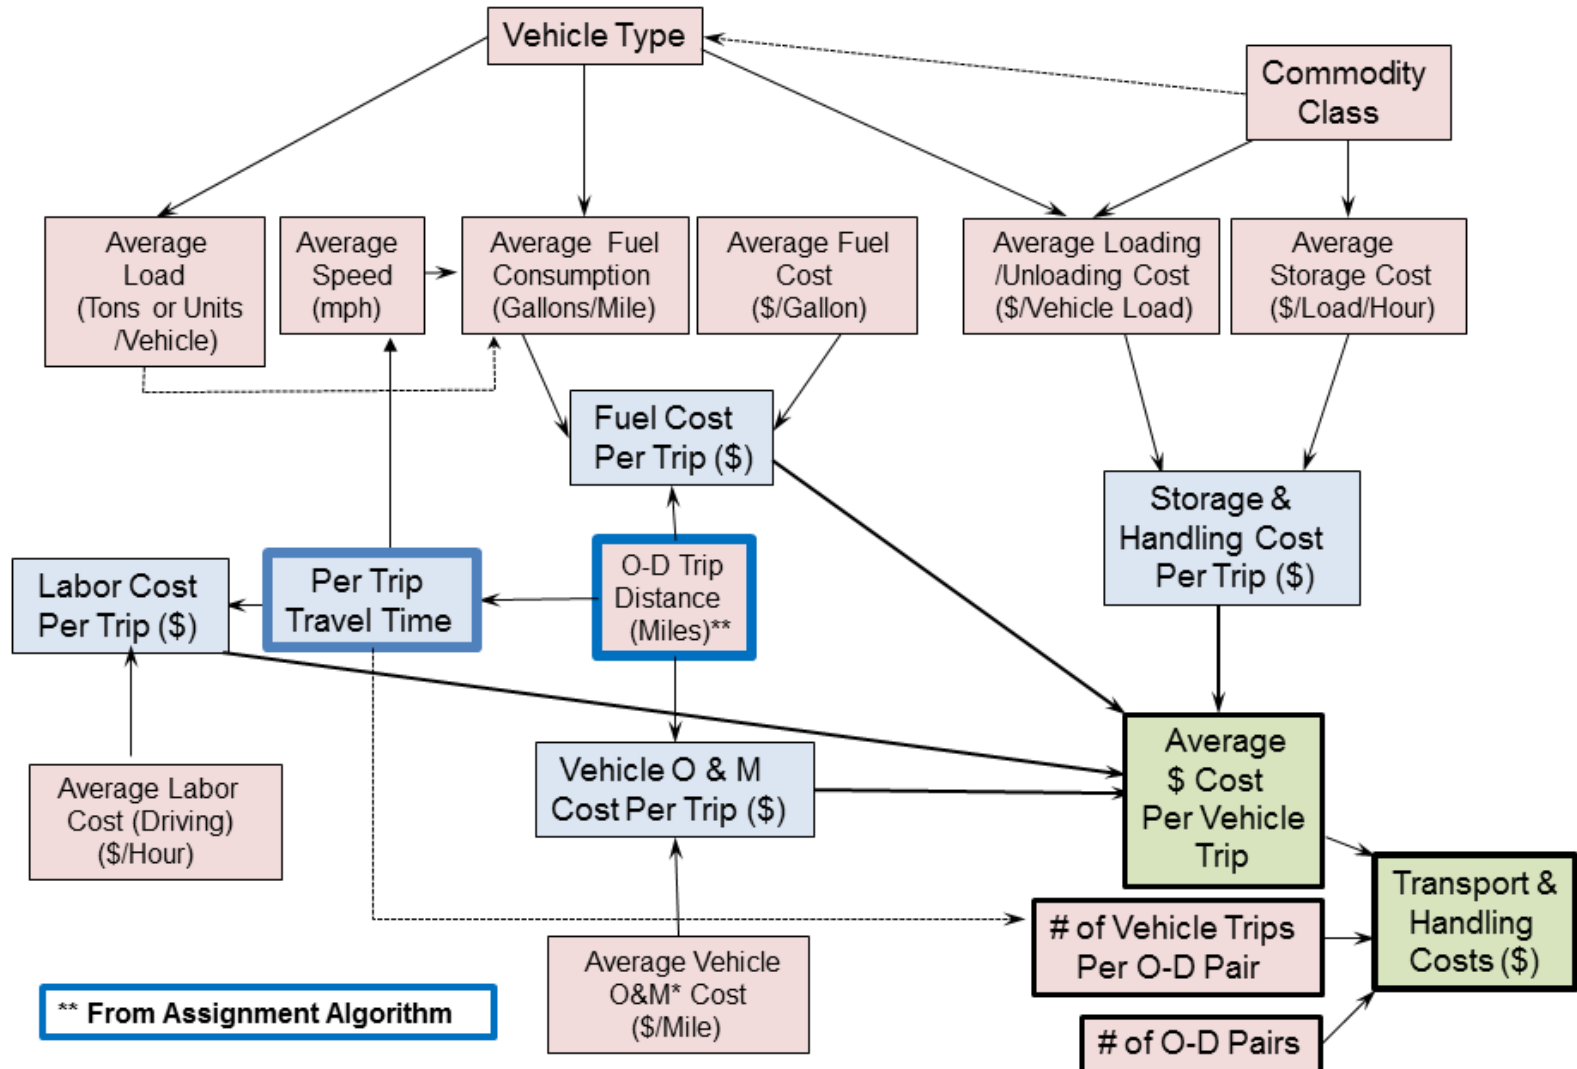 Vehicle Type
Commodity
Class
Average
Load
(Tons or Units
/Vehicle)
Average
Speed
(mph)
Average Fuel
Consumption
(Gallons/Mile)
Average Fuel
Cost
($/Gallon)
Average Loading
/Unloading Cost
($/Vehicle Load)
Average
Storage Cost
($/Load/Hour)
Fuel Cost
Per Trip ($)
Storage &
Handling Cost
Per Trip ($)
Labor Cost
Per Trip ($)
Per Trip
Travel Time
O-D Trip
Distance
(Miles)**
Average Labor
Cost (Driving)
($/Hour)
Vehicle O & M
Cost Per Trip ($)
Average
$ Cost
Per Vehicle
Trip
Transport &
Handling
Costs ($)
# of Vehicle Trips
Per O-D Pair
Average Vehicle
O&M* Cost
($/Mile)
** From Assignment Algorithm
# of O-D Pairs